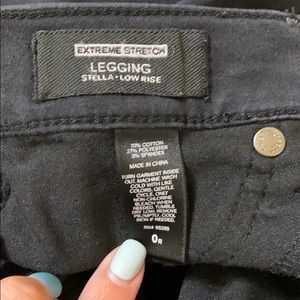 EXTREME STRETCH
LEGGING
STELLA • LOW RISE
70% COTTON
27% POLYESTER
3% SPANDEX
MADE IN CHINA
TURN GARMENT INSIDE
OUT. MACHINE WASH
COLD WITH LIKE
COLORS. GENTLE
CYCLE. ONLY
NON-CHLORINE
BLEACH WHEN
NEEDED. TUMBLE
DRY LOW. REMOVE
PROMPTLY. COOL
IRON IF NEEDED.
0R